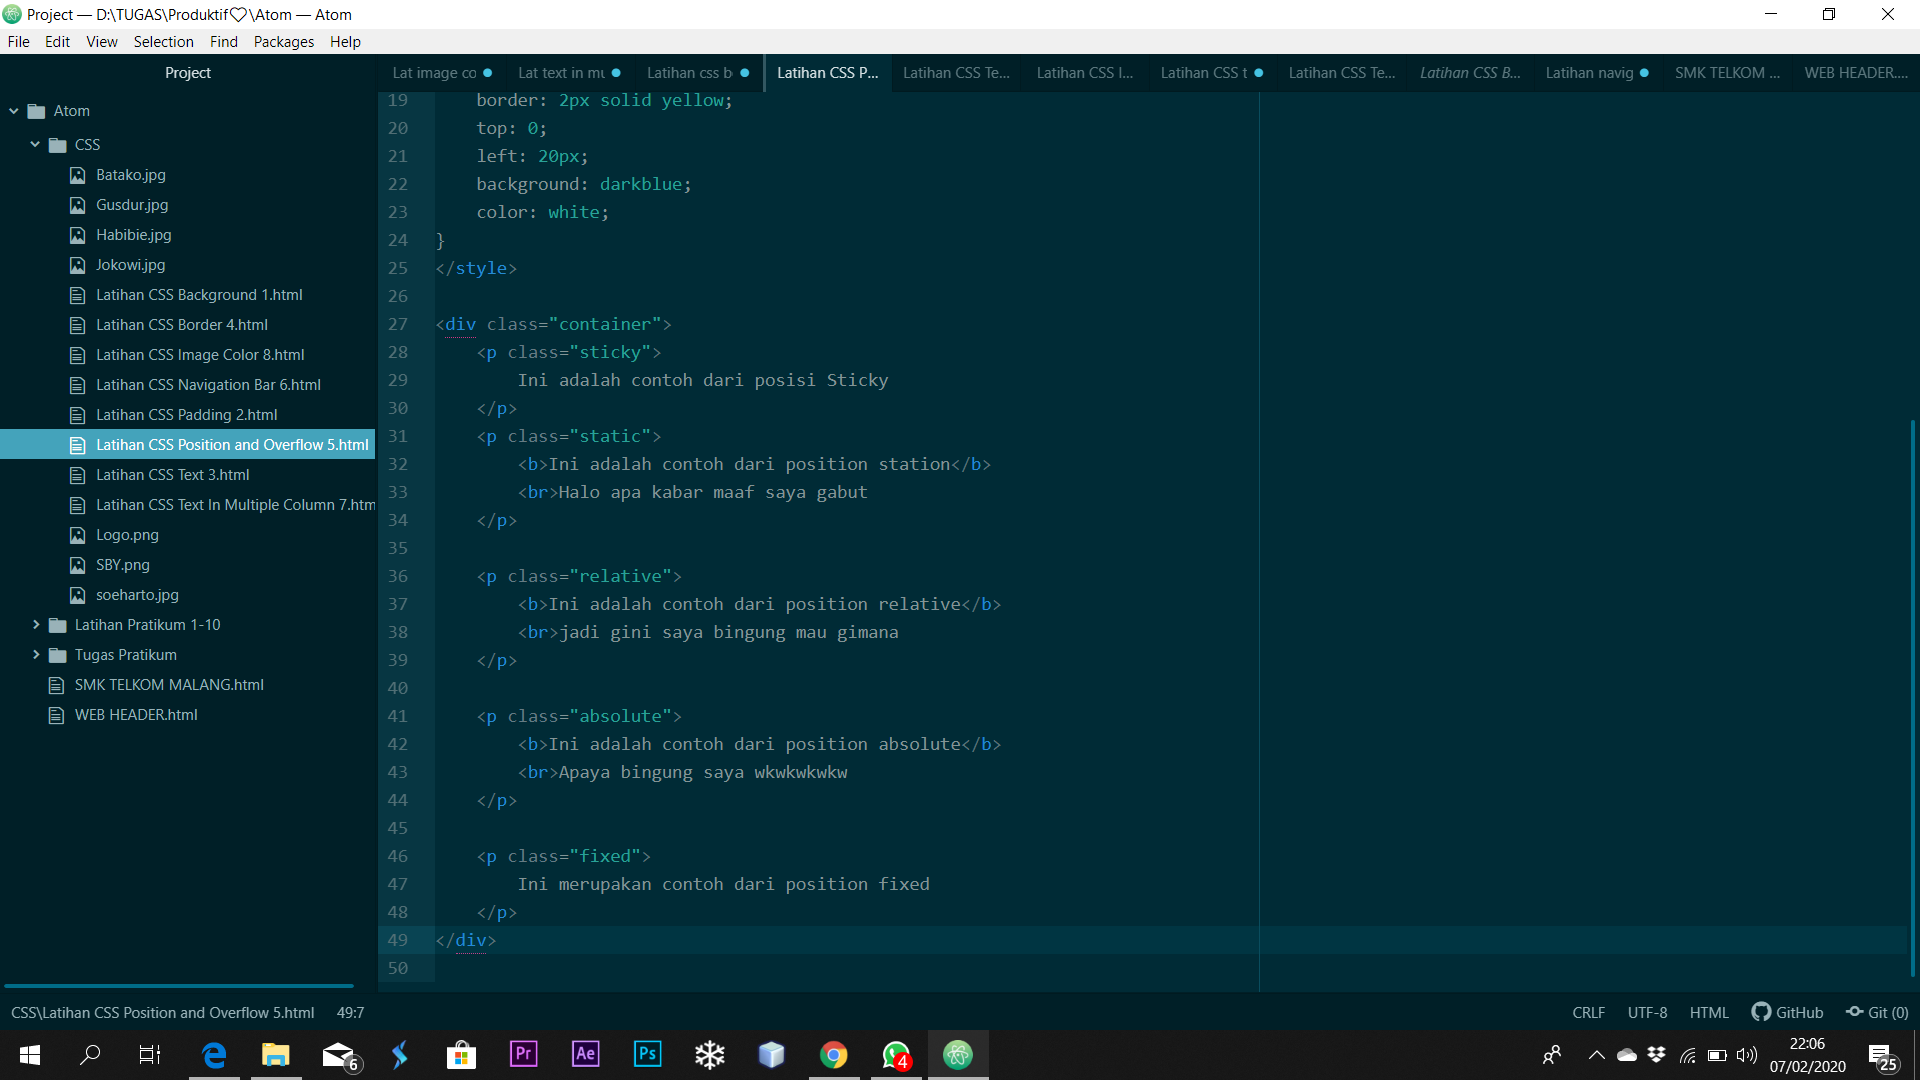 Project — D:\TUGAS\Produktif♡\Atom — Atom
File Edit View Selection Find Packages Help
Project
Lat image co
Lat text in mu
Latihan css b
Latihan CSS P...
Latihan CSS Te...
Latihan CSS I...
Latihan CSS t
Latihan CSS Te...
Latihan CSS B...
Latihan navig
SMK TELKOM ...
WEB HEADER....
Atom
CSS
Batako.jpg
Gusdur.jpg
Habibie.jpg
Jokowi.jpg
Latihan CSS Background 1.html
Latihan CSS Border 4.html
Latihan CSS Image Color 8.html
Latihan CSS Navigation Bar 6.html
Latihan CSS Padding 2.html
Latihan CSS Position and Overflow 5.html
Latihan CSS Text 3.html
Latihan CSS Text In Multiple Column 7.htm
Logo.png
SBY.png
soeharto.jpg
Latihan Pratikum 1-10
Tugas Pratikum
SMK TELKOM MALANG.html
WEB HEADER.html
19 border: 2px solid yellow;
20 top: 0;
21 left: 20px;
22 background: darkblue;
23 color: white;
24 }
25 </style>
26
27 <div class="container">
28 <p class="sticky">
29 Ini adalah contoh dari posisi Sticky
30 </p>
31 <p class="static">
32 <b>Ini adalah contoh dari position station</b>
33 <br>Halo apa kabar maaf saya gabut
34 </p>
35
36 <p class="relative">
37 <b>Ini adalah contoh dari position relative</b>
38 <br>jadi gini saya bingung mau gimana
39 </p>
40
41 <p class="absolute">
42 <b>Ini adalah contoh dari position absolute</b>
43 <br>Apaya bingung saya wkwkwkwkw
44 </p>
45
46 <p class="fixed">
47 Ini merupakan contoh dari position fixed
48 </p>
49 </div>
50
CSS\Latihan CSS Position and Overflow 5.html 49:7
CRLF UTF-8 HTML GitHub Git (0)
6
Pr
Ae
Ps
4
22:06
07/02/2020
25